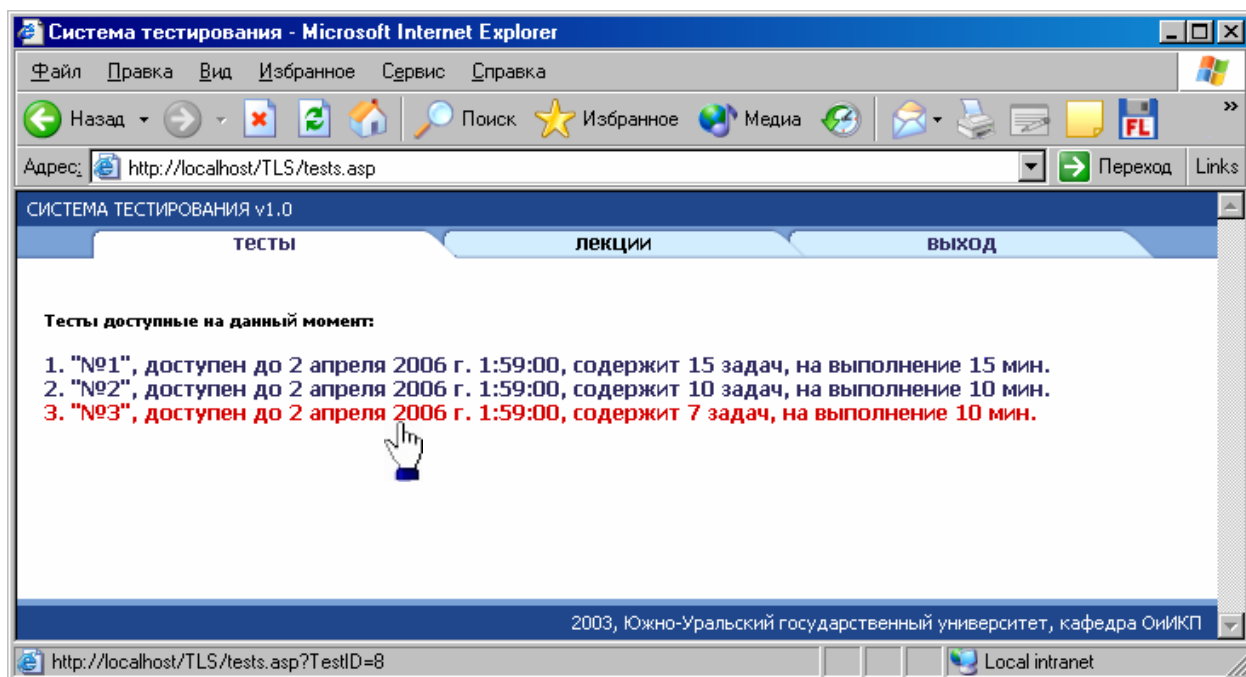 Система тестирования - Microsoft Internet Explorer
Файл Правка Вид Избранное Сервис Справка
Назад Поиск Избранное Медиа FL »
Адрес: http://localhost/TLS/tests.asp Переход Links
СИСТЕМА ТЕСТИРОВАНИЯ v1.0
тесты лекции выход
Тесты доступные на данный момент:
1. "№1", доступен до 2 апреля 2006 г. 1:59:00, содержит 15 задач, на выполнение 15 мин.
2. "№2", доступен до 2 апреля 2006 г. 1:59:00, содержит 10 задач, на выполнение 10 мин.
3. "№3", доступен до 2 апреля 2006 г. 1:59:00, содержит 7 задач, на выполнение 10 мин.
2003, Южно-Уральский государственный университет, кафедра ОиИКП
http://localhost/TLS/tests.asp?TestID=8 Local intranet